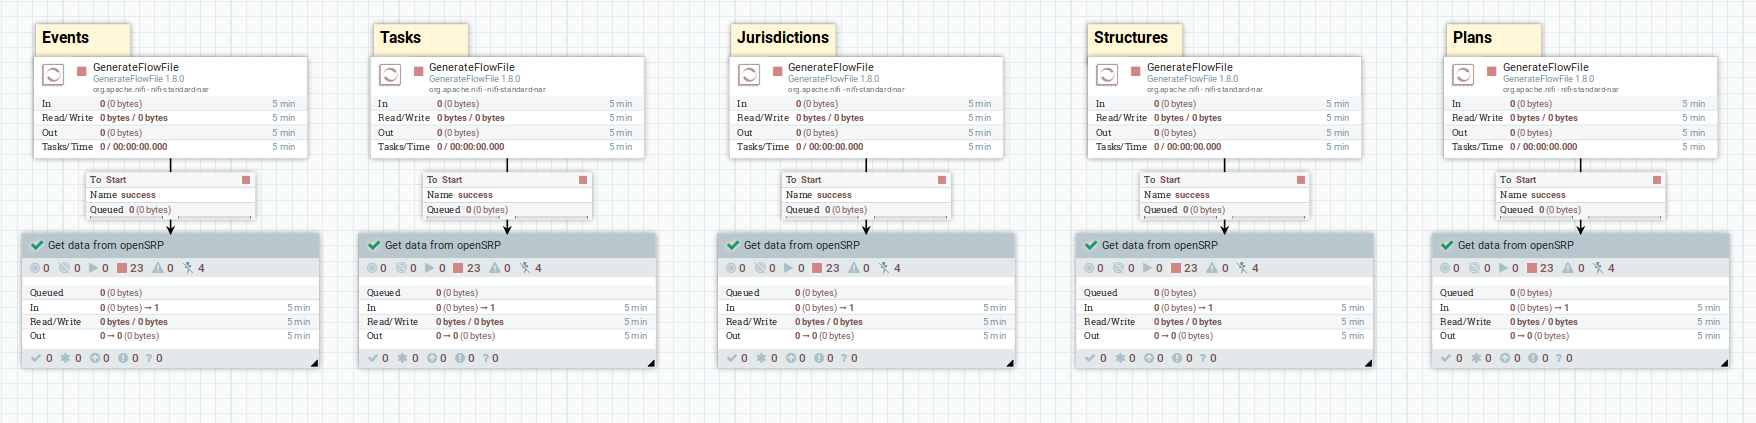 Events
GenerateFlowFile
GenerateFlowFile 1.8.0
org.apache.nifi - nifi-standard-nar
In 0 (0 bytes) 5 min
Read/Write 0 bytes / 0 bytes 5 min
Out 0 (0 bytes) 5 min
Tasks/Time 0 / 00:00:00.000 5 min
To Start
Name success
Queued 0 (0 bytes)
Get data from openSRP
0 0 0 23 0 4
Queued 0 (0 bytes)
In 0 (0 bytes) → 1 5 min
Read/Write 0 bytes / 0 bytes 5 min
Out 0 → 0 (0 bytes) 5 min
0 0 0 0 ? 0
Tasks
GenerateFlowFile
GenerateFlowFile 1.8.0
org.apache.nifi - nifi-standard-nar
In 0 (0 bytes) 5 min
Read/Write 0 bytes / 0 bytes 5 min
Out 0 (0 bytes) 5 min
Tasks/Time 0 / 00:00:00.000 5 min
To Start
Name success
Queued 0 (0 bytes)
Get data from openSRP
0 0 0 23 0 4
Queued 0 (0 bytes)
In 0 (0 bytes) → 1 5 min
Read/Write 0 bytes / 0 bytes 5 min
Out 0 → 0 (0 bytes) 5 min
0 0 0 0 ? 0
Jurisdictions
GenerateFlowFile
GenerateFlowFile 1.8.0
org.apache.nifi - nifi-standard-nar
In 0 (0 bytes) 5 min
Read/Write 0 bytes / 0 bytes 5 min
Out 0 (0 bytes) 5 min
Tasks/Time 0 / 00:00:00.000 5 min
To Start
Name success
Queued 0 (0 bytes)
Get data from openSRP
0 0 0 23 0 4
Queued 0 (0 bytes)
In 0 (0 bytes) → 1 5 min
Read/Write 0 bytes / 0 bytes 5 min
Out 0 → 0 (0 bytes) 5 min
0 0 0 0 ? 0
Structures
GenerateFlowFile
GenerateFlowFile 1.8.0
org.apache.nifi - nifi-standard-nar
In 0 (0 bytes) 5 min
Read/Write 0 bytes / 0 bytes 5 min
Out 0 (0 bytes) 5 min
Tasks/Time 0 / 00:00:00.000 5 min
To Start
Name success
Queued 0 (0 bytes)
Get data from openSRP
0 0 0 23 0 4
Queued 0 (0 bytes)
In 0 (0 bytes) → 1 5 min
Read/Write 0 bytes / 0 bytes 5 min
Out 0 → 0 (0 bytes) 5 min
0 0 0 0 ? 0
Plans
GenerateFlowFile
GenerateFlowFile 1.8.0
org.apache.nifi - nifi-standard-nar
In 0 (0 bytes) 5 min
Read/Write 0 bytes / 0 bytes 5 min
Out 0 (0 bytes) 5 min
Tasks/Time 0 / 00:00:00.000 5 min
To Start
Name success
Queued 0 (0 bytes)
Get data from openSRP
0 0 0 23 0 4
Queued 0 (0 bytes)
In 0 (0 bytes) → 1 5 min
Read/Write 0 bytes / 0 bytes 5 min
Out 0 → 0 (0 bytes) 5 min
0 0 0 0 ? 0